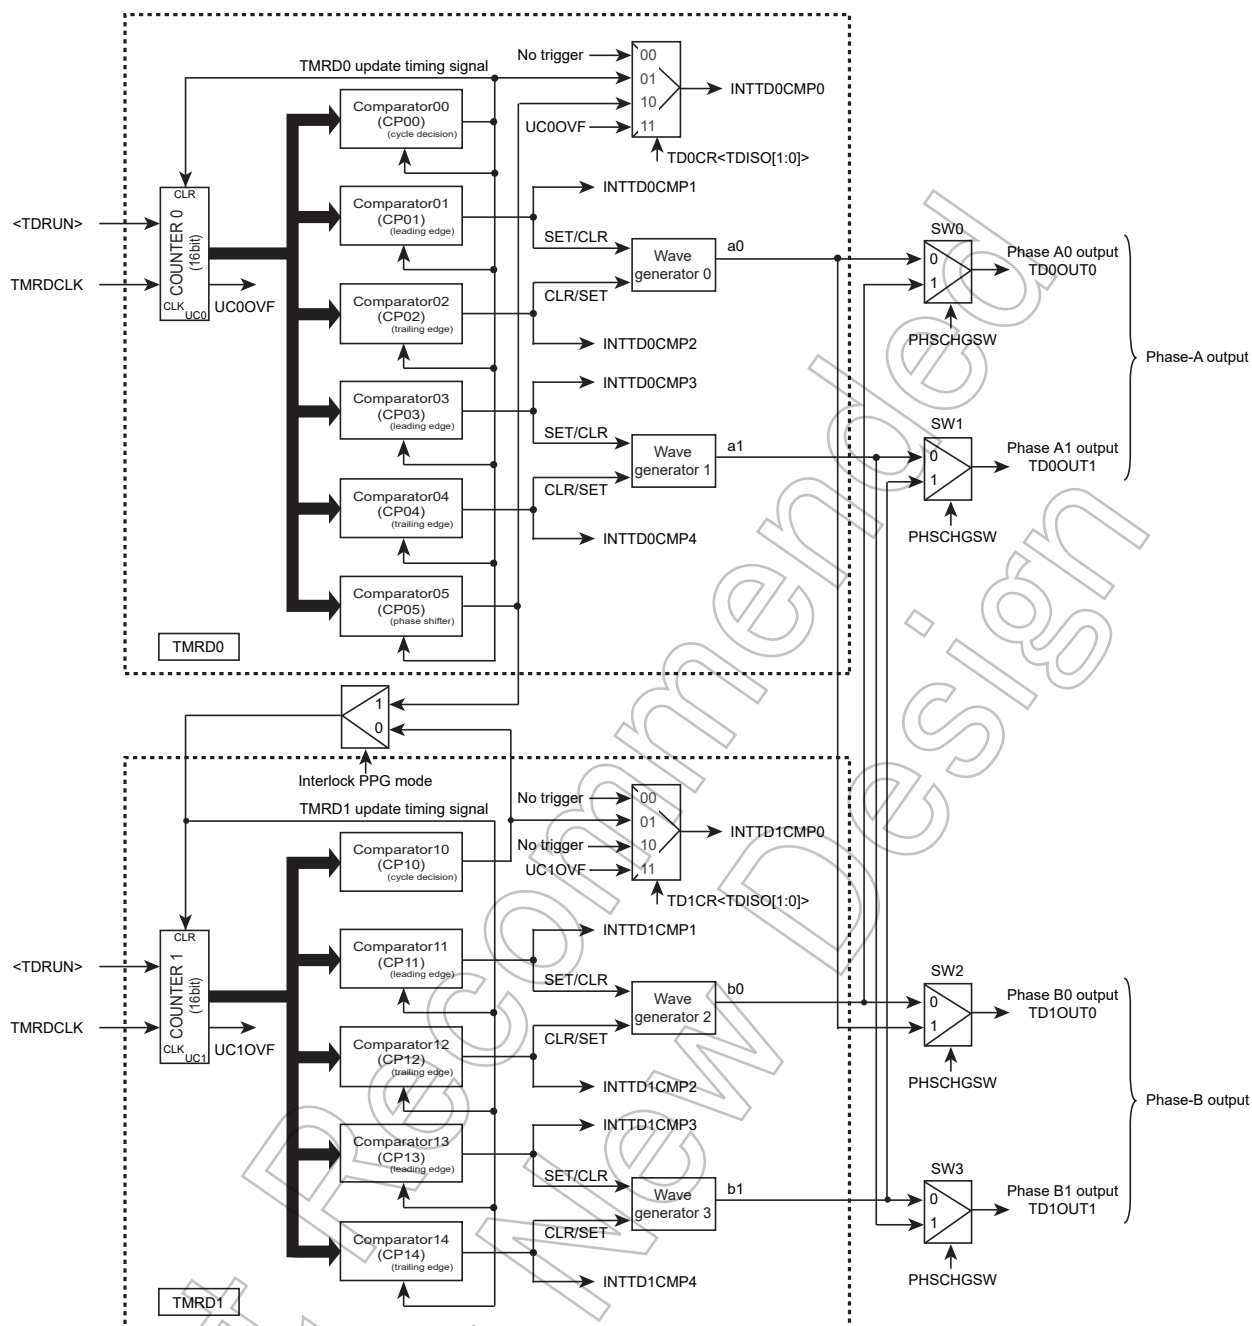 No trigger
00
TMRD0 update timing signal
01
INTTD0CMP0
10
UC0OVF
11
TD0CR<TDISO[1:0]>
Comparator00
(CP00)
(cycle decision)
CLR
<TDRUN>
COUNTER 0
(16bit)
TMRDCLK
CLK
UC0
UC0OVF
Comparator01
(CP01)
(leading edge)
INTTD0CMP1
SET/CLR
Wave
generator 0
a0
CLR/SET
Comparator02
(CP02)
(trailing edge)
INTTD0CMP2
SW0
0
1
Phase A0 output
TD0OUT0
PHSCHGSW
Phase-A output
Comparator03
(CP03)
(leading edge)
INTTD0CMP3
SET/CLR
Wave
generator 1
a1
CLR/SET
Comparator04
(CP04)
(trailing edge)
INTTD0CMP4
SW1
0
1
Phase A1 output
TD0OUT1
PHSCHGSW
Comparator05
(CP05)
(phase shifter)
TMRD0
1
0
Interlock PPG mode
No trigger
00
TMRD1 update timing signal
01
INTTD1CMP0
No trigger
10
UC1OVF
11
TD1CR<TDISO[1:0]>
Comparator10
(CP10)
(cycle decision)
CLR
<TDRUN>
COUNTER 1
(16bit)
TMRDCLK
CLK
UC1
UC1OVF
Comparator11
(CP11)
(leading edge)
INTTD1CMP1
SET/CLR
Wave
generator 2
b0
CLR/SET
Comparator12
(CP12)
(trailing edge)
INTTD1CMP2
SW2
0
1
Phase B0 output
TD1OUT0
PHSCHGSW
Phase-B output
Comparator13
(CP13)
(leading edge)
INTTD1CMP3
SET/CLR
Wave
generator 3
b1
CLR/SET
Comparator14
(CP14)
(trailing edge)
INTTD1CMP4
SW3
0
1
Phase B1 output
TD1OUT1
PHSCHGSW
TMRD1
Recommended
New Design